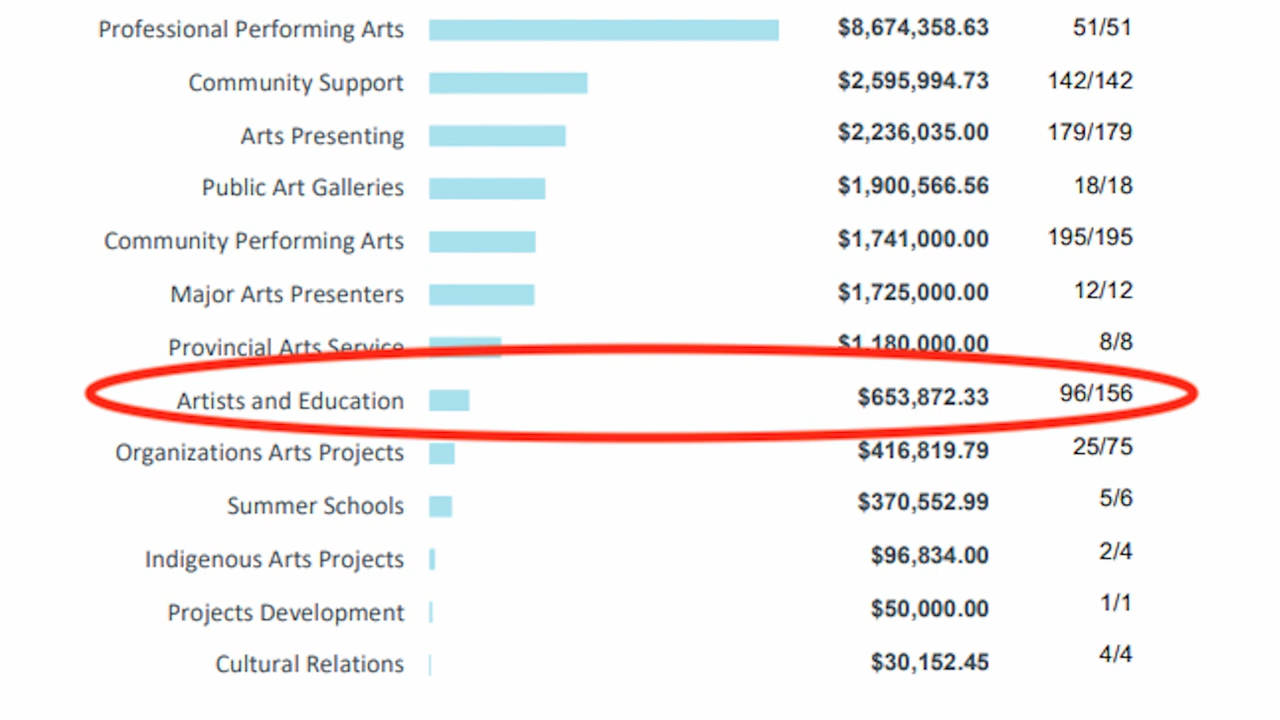 Professional Performing Arts $8,674,358.63 51/51
Community Support $2,595,994.73 142/142
Arts Presenting $2,236,035.00 179/179
Public Art Galleries $1,900,566.56 18/18
Community Performing Arts $1,741,000.00 195/195
Major Arts Presenters $1,725,000.00 12/12
Provincial Arts Service $1,180,000.00 8/8
Artists and Education $653,872.33 96/156
Organizations Arts Projects $416,819.79 25/75
Summer Schools $370,552.99 5/6
Indigenous Arts Projects $96,834.00 2/4
Projects Development $50,000.00 1/1
Cultural Relations $30,152.45 4/4